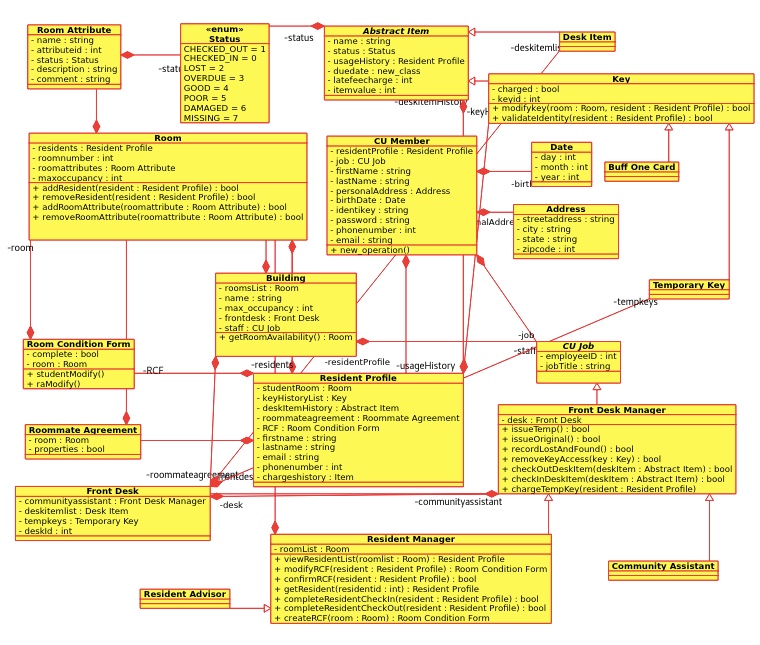 Room Attribute
- name : string
- attributeid : int
- status : Status
- description : string
- comment : string
«enum»
Status
CHECKED_OUT = 1
CHECKED_IN = 0
LOST = 2
OVERDUE = 3
GOOD = 4
POOR = 5
DAMAGED = 6
MISSING = 7
-status
Abstract Item
- name : string
- status : Status
- usageHistory : Resident Profile
- duedate : new_class
- latefeecharge : int
- itemvalue : int
Desk Item
Key
- charged : bool
- keyid : int
+ modifykey(room : Room, resident : Resident Profile) : bool
+ validateIdentity(resident : Resident Profile) : bool
Room
- residents : Resident Profile
- roomnumber : int
- roomattributes : Room Attribute
- maxoccupancy : int
+ addResident(resident : Resident Profile) : bool
+ removeResident(resident : Resident Profile) : bool
+ addRoomAttribute(roomattribute : Room Attribute) : bool
+ removeRoomAttribute(roomattribute : Room Attribute) : bool
CU Member
- residentProfile : Resident Profile
- job : CU Job
- firstName : string
- lastName : string
- personalAddress : Address
- birthDate : Date
- identikey : string
- password : string
- phonenumber : int
- email : string
+ new_operation()
Date
- day : int
- month : int
- year : int
Buff One Card
Address
- streetaddress : string
- city : string
- state : string
- zipcode : int
-room
Building
- roomsList : Room
- name : string
- max_occupancy : int
- frontdesk : Front Desk
- staff : CU Job
+ getRoomAvailability() : Room
Temporary Key
-tempkeys
-job
-staff
CU Job
- employeeID : int
- jobTitle : string
Room Condition Form
- complete : bool
- room : Room
+ studentModify()
+ raModify()
-RCF
-residents
-residentProfile
-usageHistory
Resident Profile
- studentRoom : Room
- keyHistoryList : Key
- deskItemHistory : Abstract Item
- roommateagreement : Roommate Agreement
- RCF : Room Condition Form
- firstname : string
- lastname : string
- email : string
- phonenumber : int
- chargeshistory : Item
Front Desk Manager
- desk : Front Desk
+ issueTemp() : bool
+ issueOriginal() : bool
+ recordLostAndFound() : bool
+ removeKeyAccess(key : Key) : bool
+ checkOutDeskItem(deskItem : Abstract Item) : bool
+ checkInDeskItem(deskItem : Abstract Item) : bool
+ chargeTempKey(resident : Resident Profile)
Roommate Agreement
- room : Room
- properties : bool
-roommateagreement
Front Desk
- communityassistant : Front Desk Manager
- deskitemlist : Desk Item
- tempkeys : Temporary Key
- deskId : int
-desk
-communityassistant
Resident Manager
- roomList : Room
+ viewResidentList(roomlist : Room) : Resident Profile
+ modifyRCF(resident : Resident Profile) : Room Condition Form
+ confirmRCF(resident : Resident Profile) : bool
+ getResident(residentid : int) : Resident Profile
+ completeResidentCheckIn(resident : Resident Profile) : bool
+ completeResidentCheckOut(resident : Resident Profile) : bool
+ createRCF(room : Room) : Room Condition Form
Community Assistant
Resident Advisor